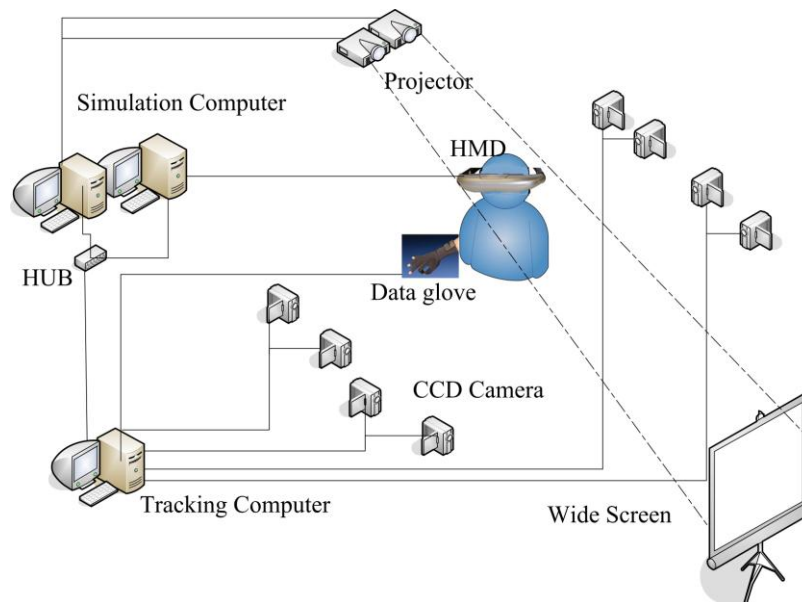 Projector
Simulation Computer
HMD
HUB
Data glove
CCD Camera
Tracking Computer
Wide Screen